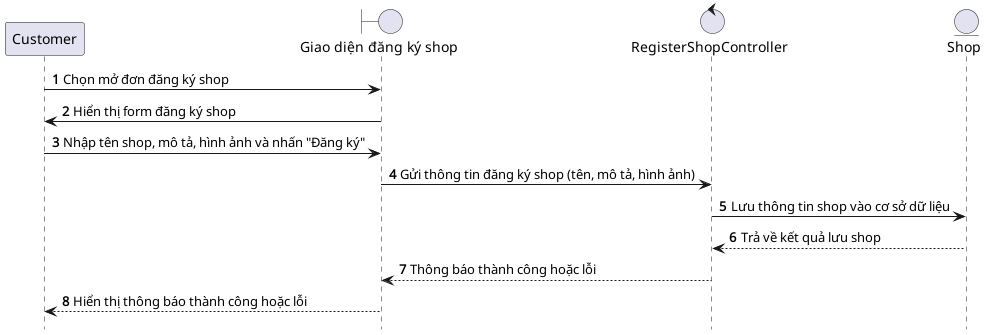 Customer
Giao diện đăng ký shop
RegisterShopController
Shop
1 Chọn mở đơn đăng ký shop
2 Hiển thị form đăng ký shop
3 Nhập tên shop, mô tả, hình ảnh và nhấn "Đăng ký"
4 Gửi thông tin đăng ký shop (tên, mô tả, hình ảnh)
5 Lưu thông tin shop vào cơ sở dữ liệu
6 Trả về kết quả lưu shop
7 Thông báo thành công hoặc lỗi
8 Hiển thị thông báo thành công hoặc lỗi